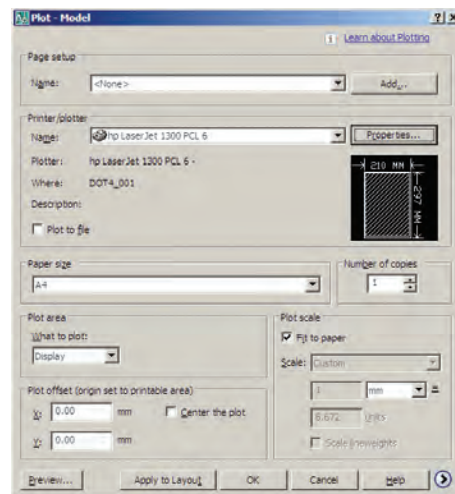 Plot - Model
Learn about Plotting
Page setup
Name: <None> Add...
Printer/plotter
Name: hp LaserJet 1300 PCL 6 Properties...
Plotter: hp LaserJet 1300 PCL 6 -
Where: DOT4_001
Description:
Plot to file
210 MM
297 MM
Paper size
A4
Number of copies
1
Plot area
What to plot:
Display
Plot scale
Fit to paper
Scale: Custom
1 mm =
8.672 Units
Scale lineweights
Plot offset (origin set to printable area)
X: 0.00 mm Center the plot
Y: 0.00 mm
Preview... Apply to Layout OK Cancel Help